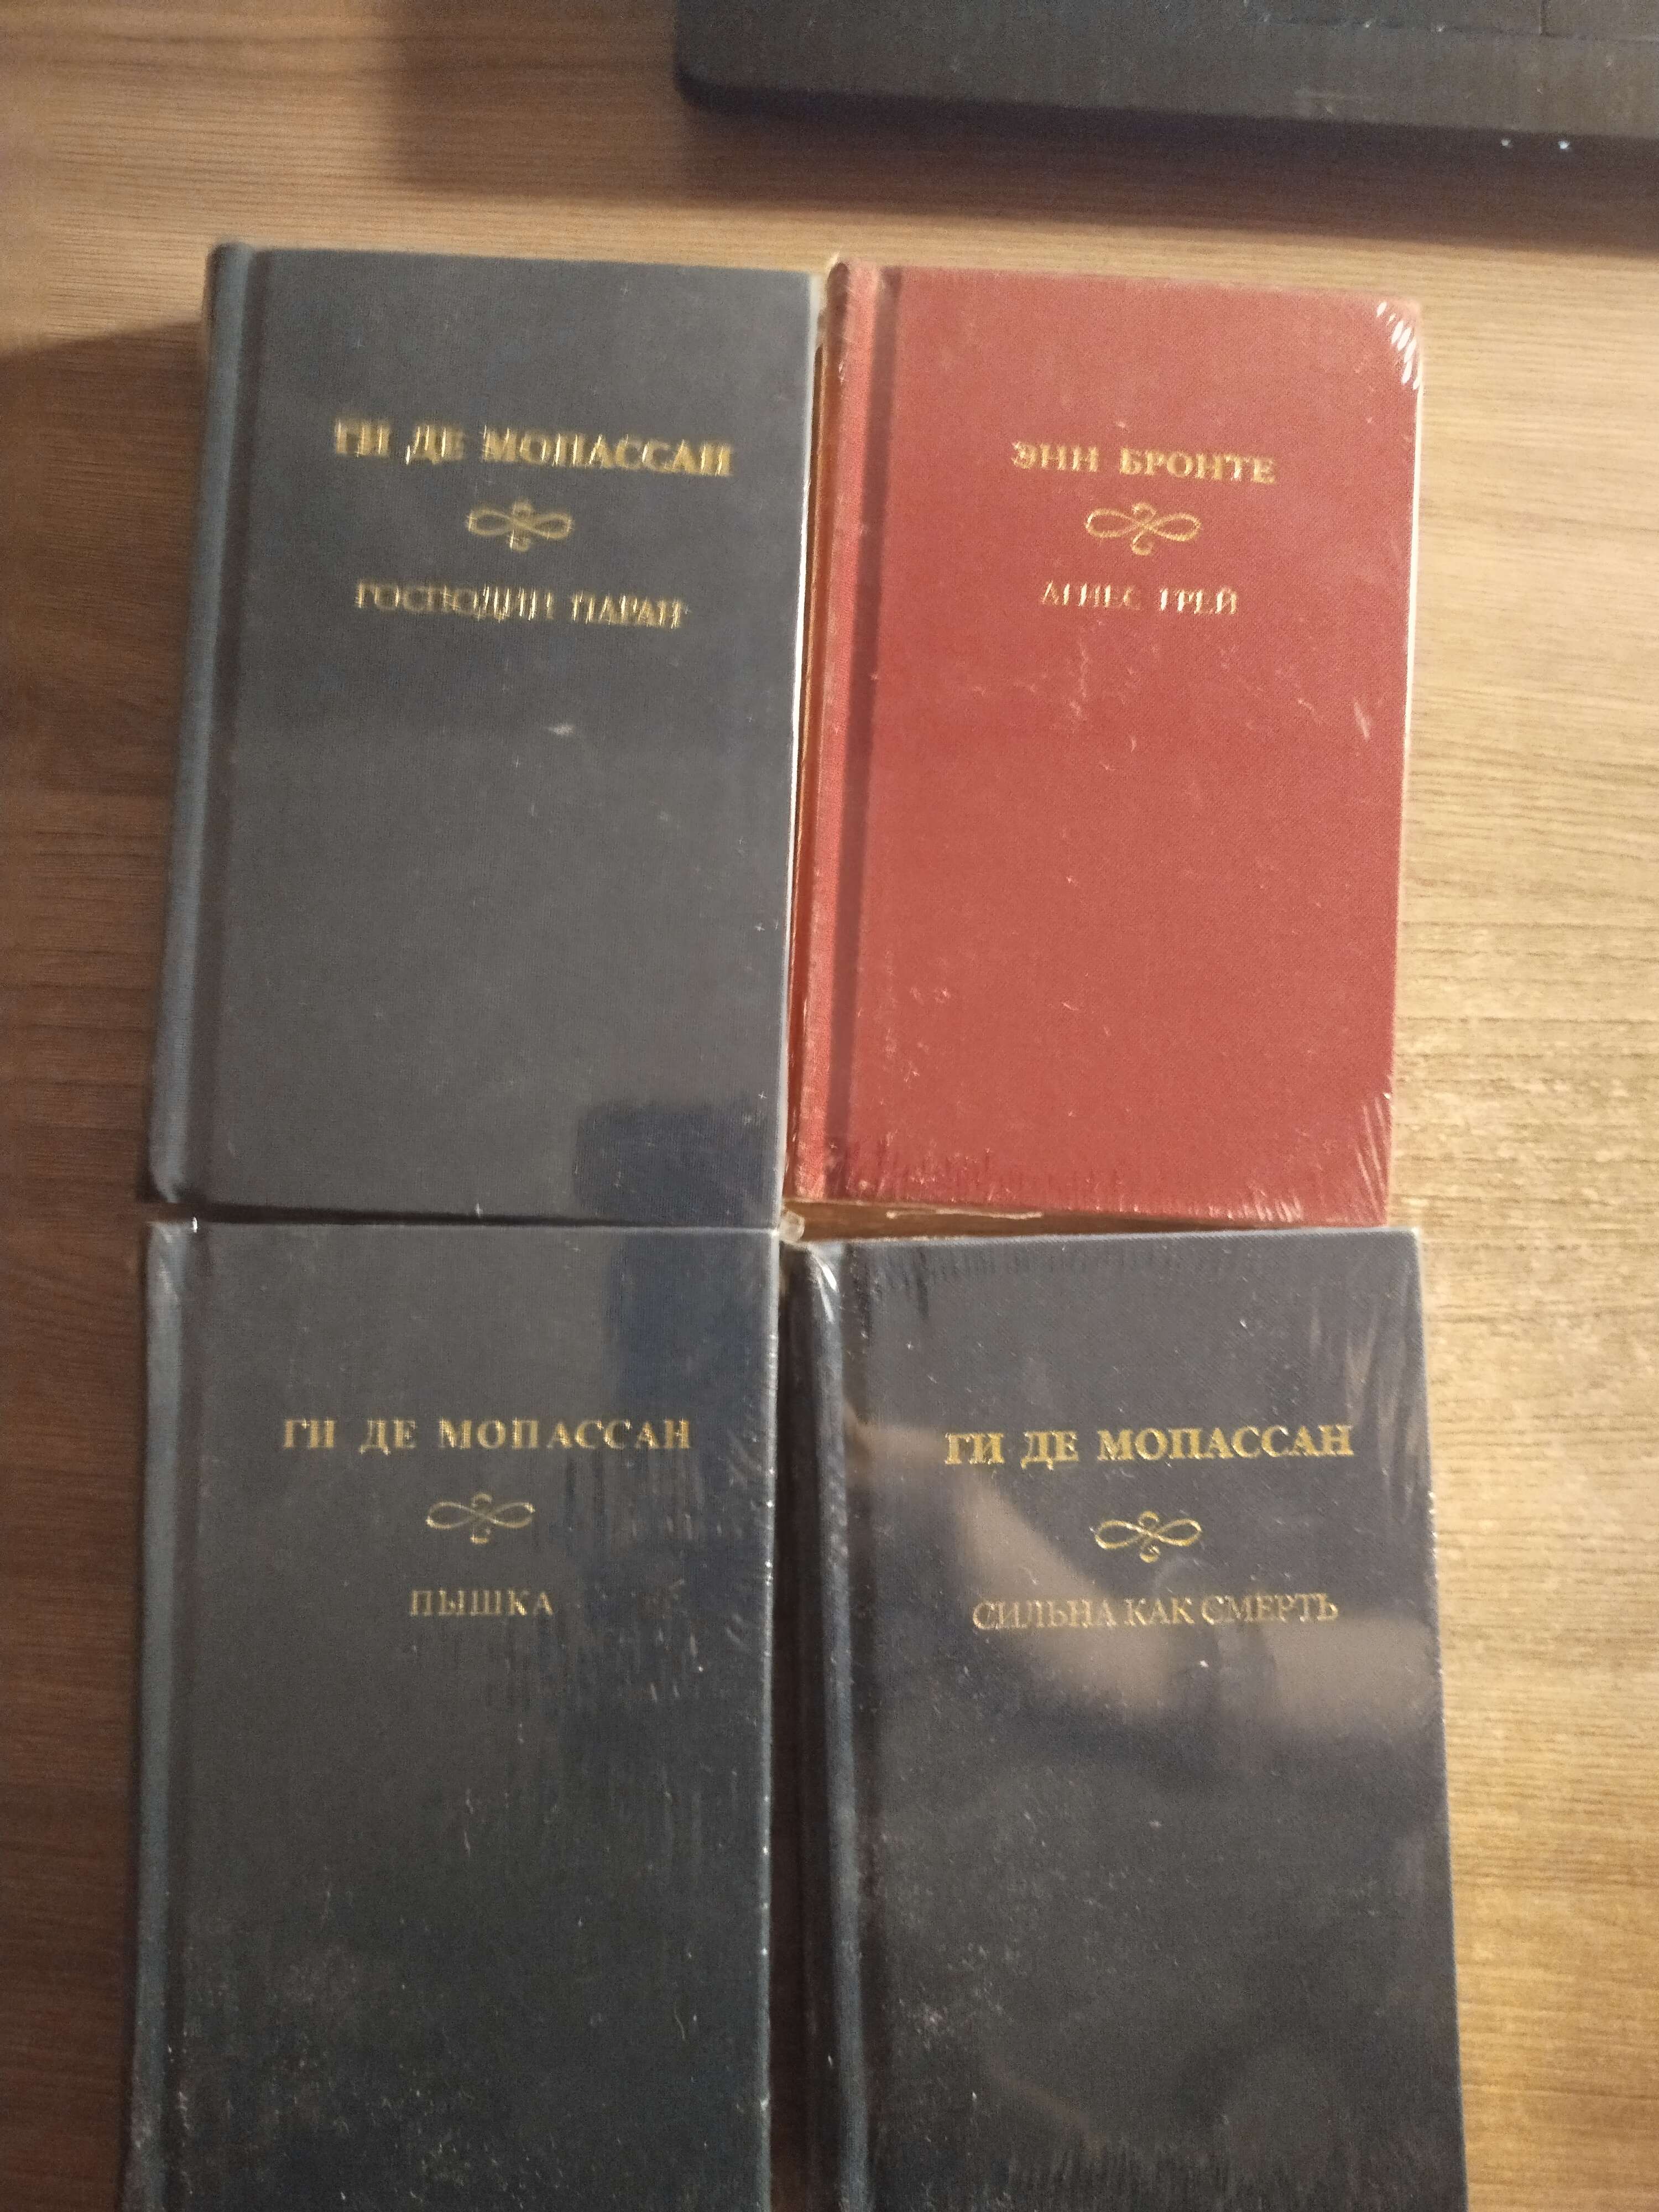 ГИ ДЕ МОПАССАН
ГОСПОДИН ПАРАН
ЭНН БРОНТЕ
АГНЕС ГРЕЙ
ГИ ДЕ МОПАССАН
ПЫШКА
ГИ ДЕ МОПАССАН
СИЛЬНА КАК СМЕРТЬ